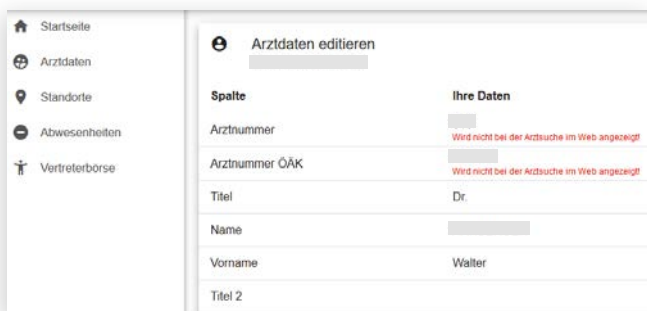 Startseite
Arztdaten
Standorte
Abwesenheiten
Vertreterbörse
Arztdaten editieren
Spalte Ihre Daten
Arztnummer
Wird nicht bei der Arztsuche im Web angezeigt!
Arztnummer ÖÄK
Wird nicht bei der Arztsuche im Web angezeigt!
Titel Dr.
Name
Vorname Walter
Titel 2